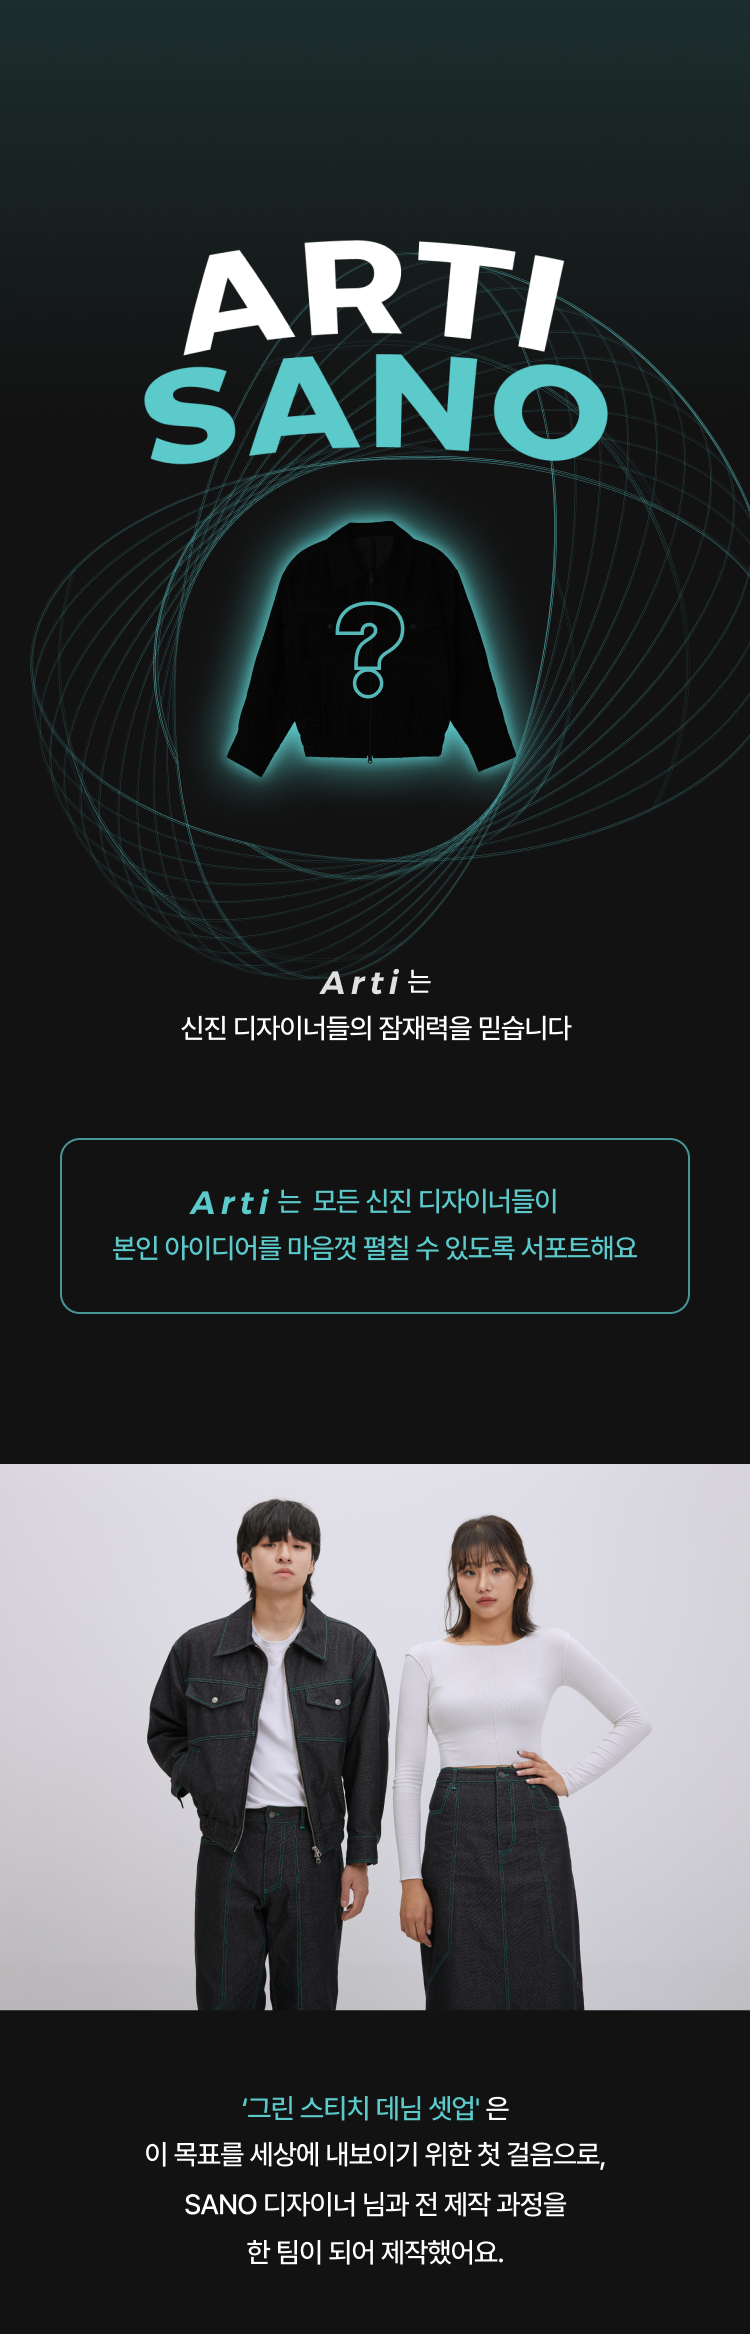 ARTI
SANO
?
Arti 는
신진 디자이너들의 잠재력을 믿습니다
Arti 는 모든 신진 디자이너들이
본인 아이디어를 마음껏 펼칠 수 있도록 서포트해요
‘그린 스티치 데님 셋업' 은
이 목표를 세상에 내보이기 위한 첫 걸음으로,
SANO 디자이너 님과 전 제작 과정을
한 팀이 되어 제작했어요.